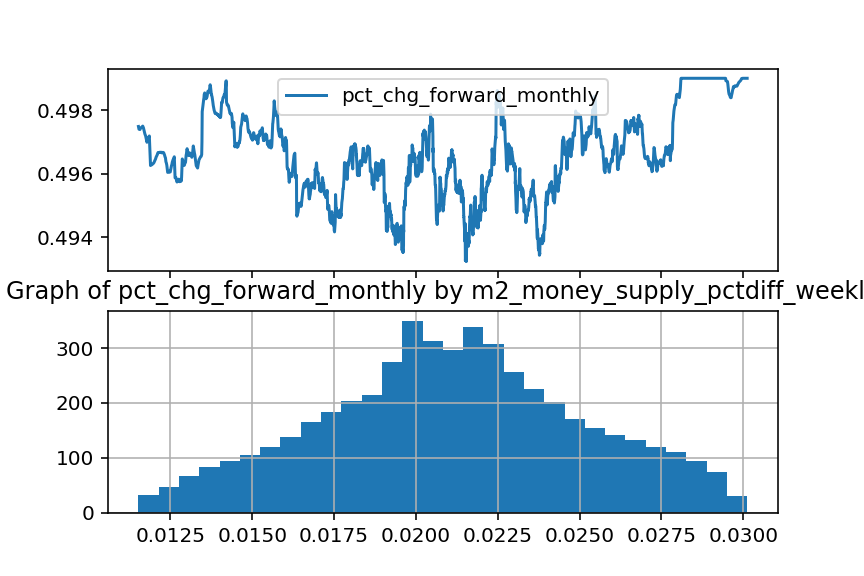 pct_chg_forward_monthly
0.498
0.496
0.494
Graph of pct_chg_forward_monthly by m2_money_supply_pctdiff_weekl
300
200
100
0
0.0125 0.0150 0.0175 0.0200 0.0225 0.0250 0.0275 0.0300